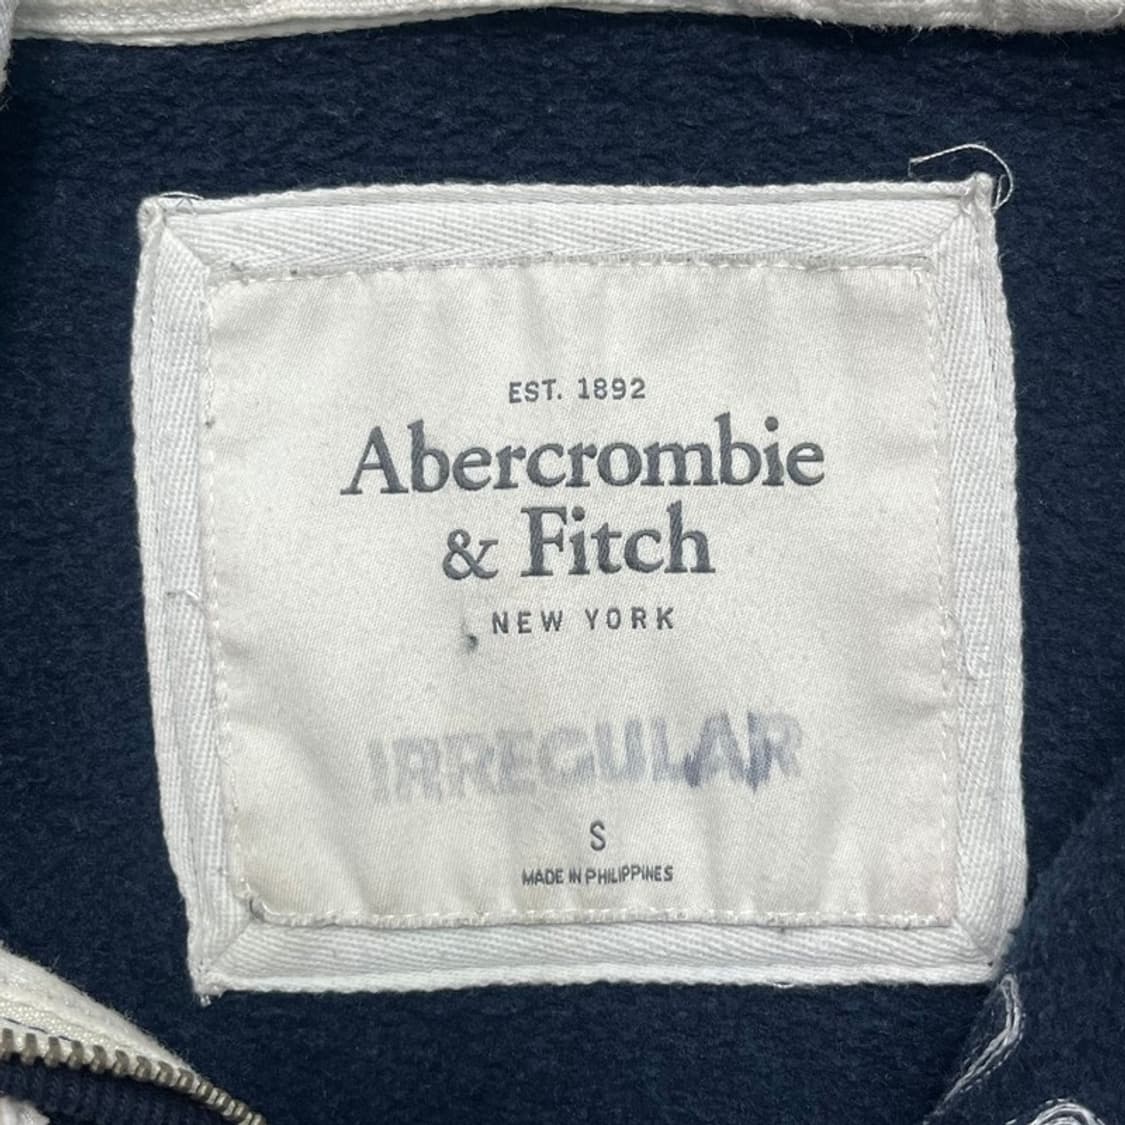 EST. 1892
Abercrombie
& Fitch
NEW YORK
IRREGULAR
S
MADE IN PHILIPPINES